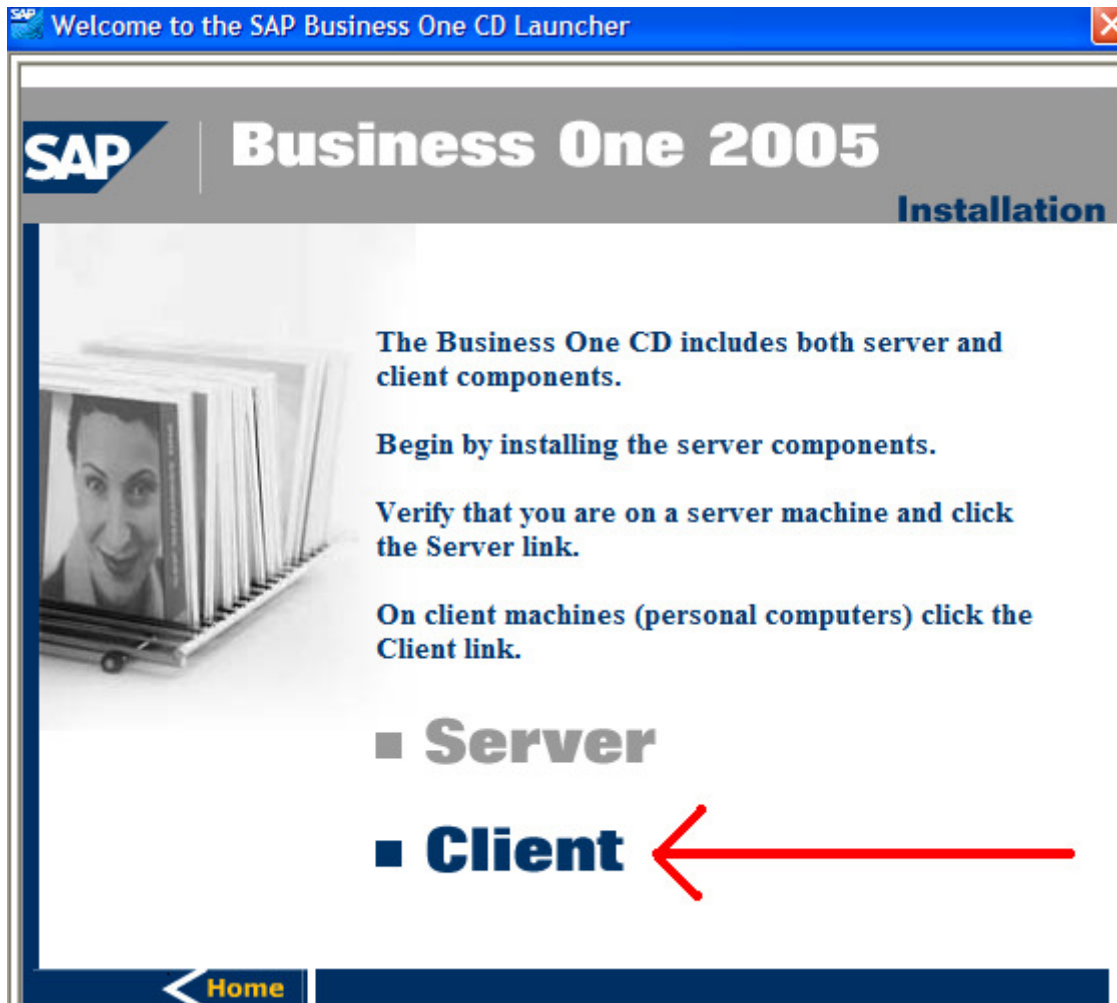 SAP
Welcome to the SAP Business One CD Launcher
SAP
Business One 2005
Installation
The Business One CD includes both server and
client components.
Begin by installing the server components.
Verify that you are on a server machine and click
the Server link.
On client machines (personal computers) click the
Client link.
Server
Client
Home